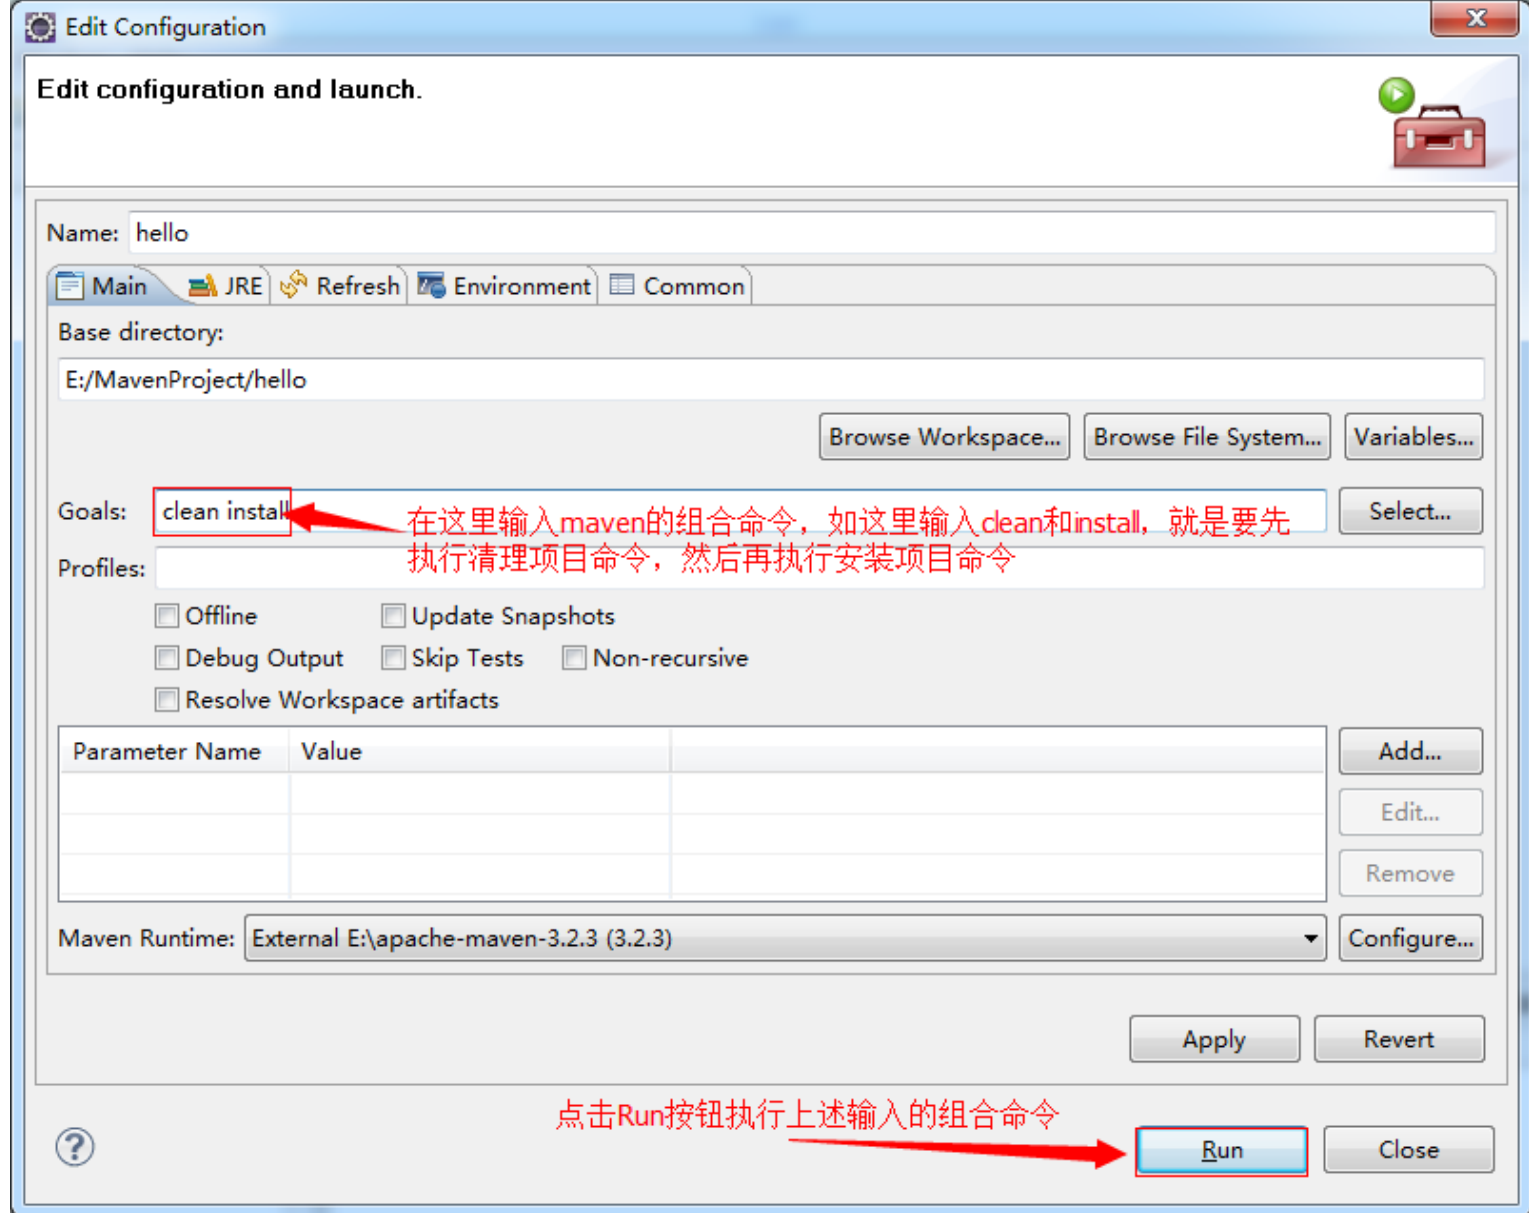 Edit Configuration
Edit configuration and launch.
Name: hello
Main JRE Refresh Environment Common
Base directory:
E:/MavenProject/hello
Browse Workspace... Browse File System... Variables...
Goals: clean install Select...
在这里输入maven的组合命令，如这里输入clean和install，就是要先
执行清理项目命令，然后再执行安装项目命令
Profiles:
Offline Update Snapshots
Debug Output Skip Tests Non-recursive
Resolve Workspace artifacts
Parameter Name Value Add...
Edit...
Remove
Maven Runtime: External E:\apache-maven-3.2.3 (3.2.3) Configure...
Apply Revert
点击Run按钮执行上述输入的组合命令
Run Close